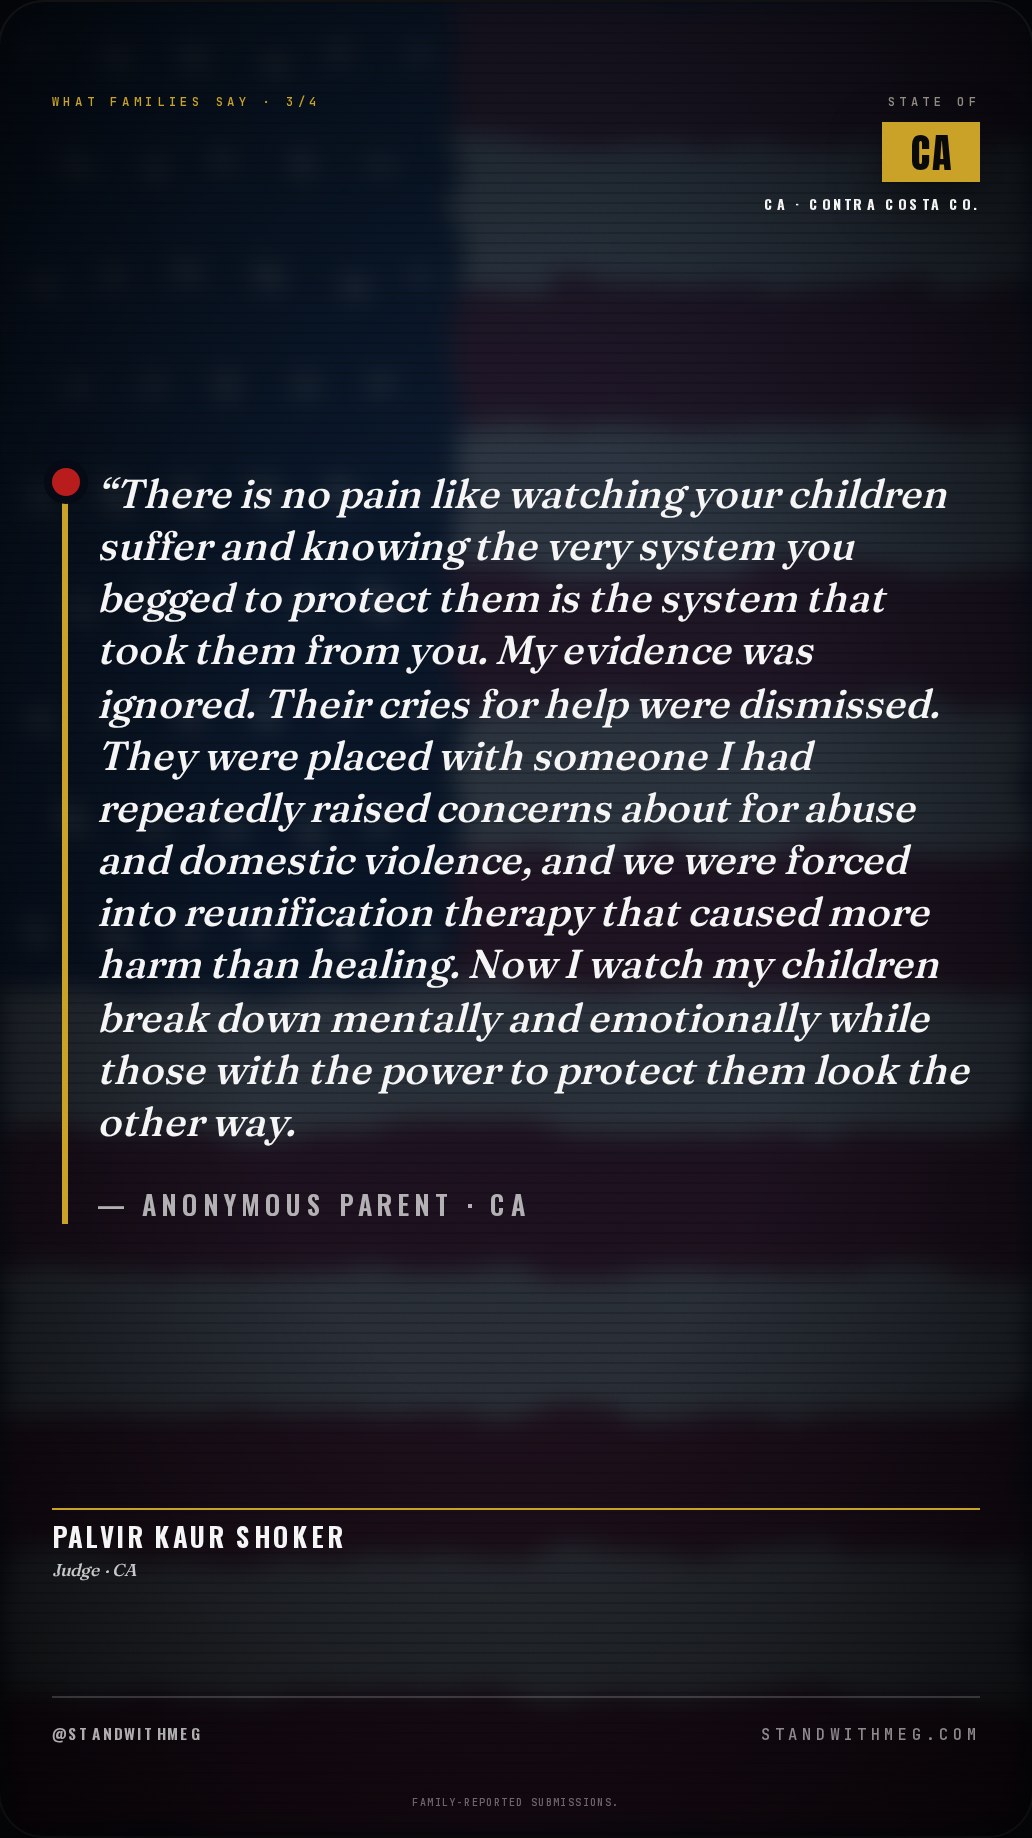 WHAT FAMILIES SAY · 3/4
STATE OF
CA
CA · CONTRA COSTA CO.
“There is no pain like watching your children
suffer and knowing the very system you
begged to protect them is the system that
took them from you. My evidence was
ignored. Their cries for help were dismissed.
They were placed with someone I had
repeatedly raised concerns about for abuse
and domestic violence, and we were forced
into reunification therapy that caused more
harm than healing. Now I watch my children
break down mentally and emotionally while
those with the power to protect them look the
other way.
— ANONYMOUS PARENT · CA
PALVIR KAUR SHOKER
Judge · CA
@STANDWITHMEG
STANDWITHMEG.COM
FAMILY-REPORTED SUBMISSIONS.